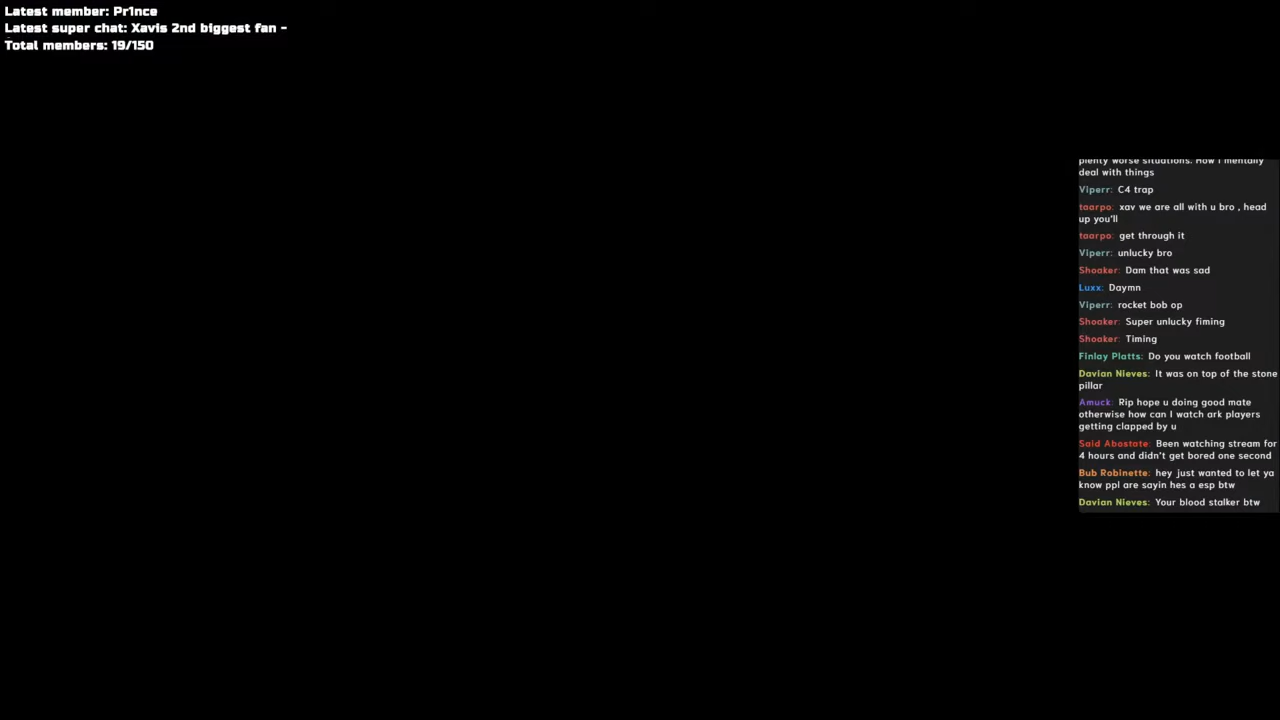 Latest member: Pr1nce
Latest super chat: Xavis 2nd biggest fan -
Total members: 19/150
plenty worse situations. How I mentally
deal with things
Viperr: C4 trap
taarpo: xav we are all with u bro , head
up you'll
taarpo: get through it
Viperr: unlucky bro
Shoaker: Dam that was sad
Luxx: Daymn
Viperr: rocket bob op
Shoaker: Super unlucky fiming
Shoaker: Timing
Finlay Platts: Do you watch football
Davian Nieves: It was on top of the stone
pillar
Amuck: Rip hope u doing good mate
otherwise how can I watch ark players
getting clapped by u
Said Abostate: Been watching stream for
4 hours and didn't get bored one second
Bub Robinette: hey just wanted to let ya
know ppl are sayin hes a esp btw
Davian Nieves: Your blood stalker btw